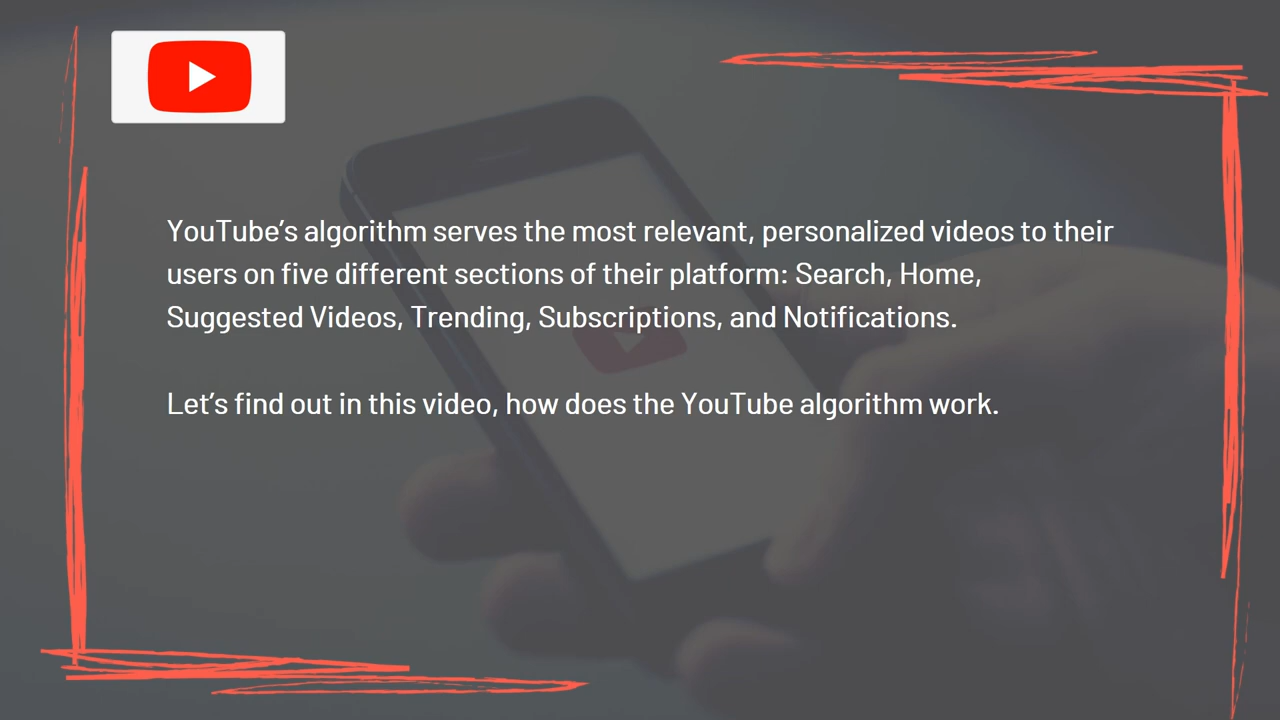 YouTube’s algorithm serves the most relevant, personalized videos to their
users on five different sections of their platform: Search, Home,
Suggested Videos, Trending, Subscriptions, and Notifications.
Let’s find out in this video, how does the YouTube algorithm work.